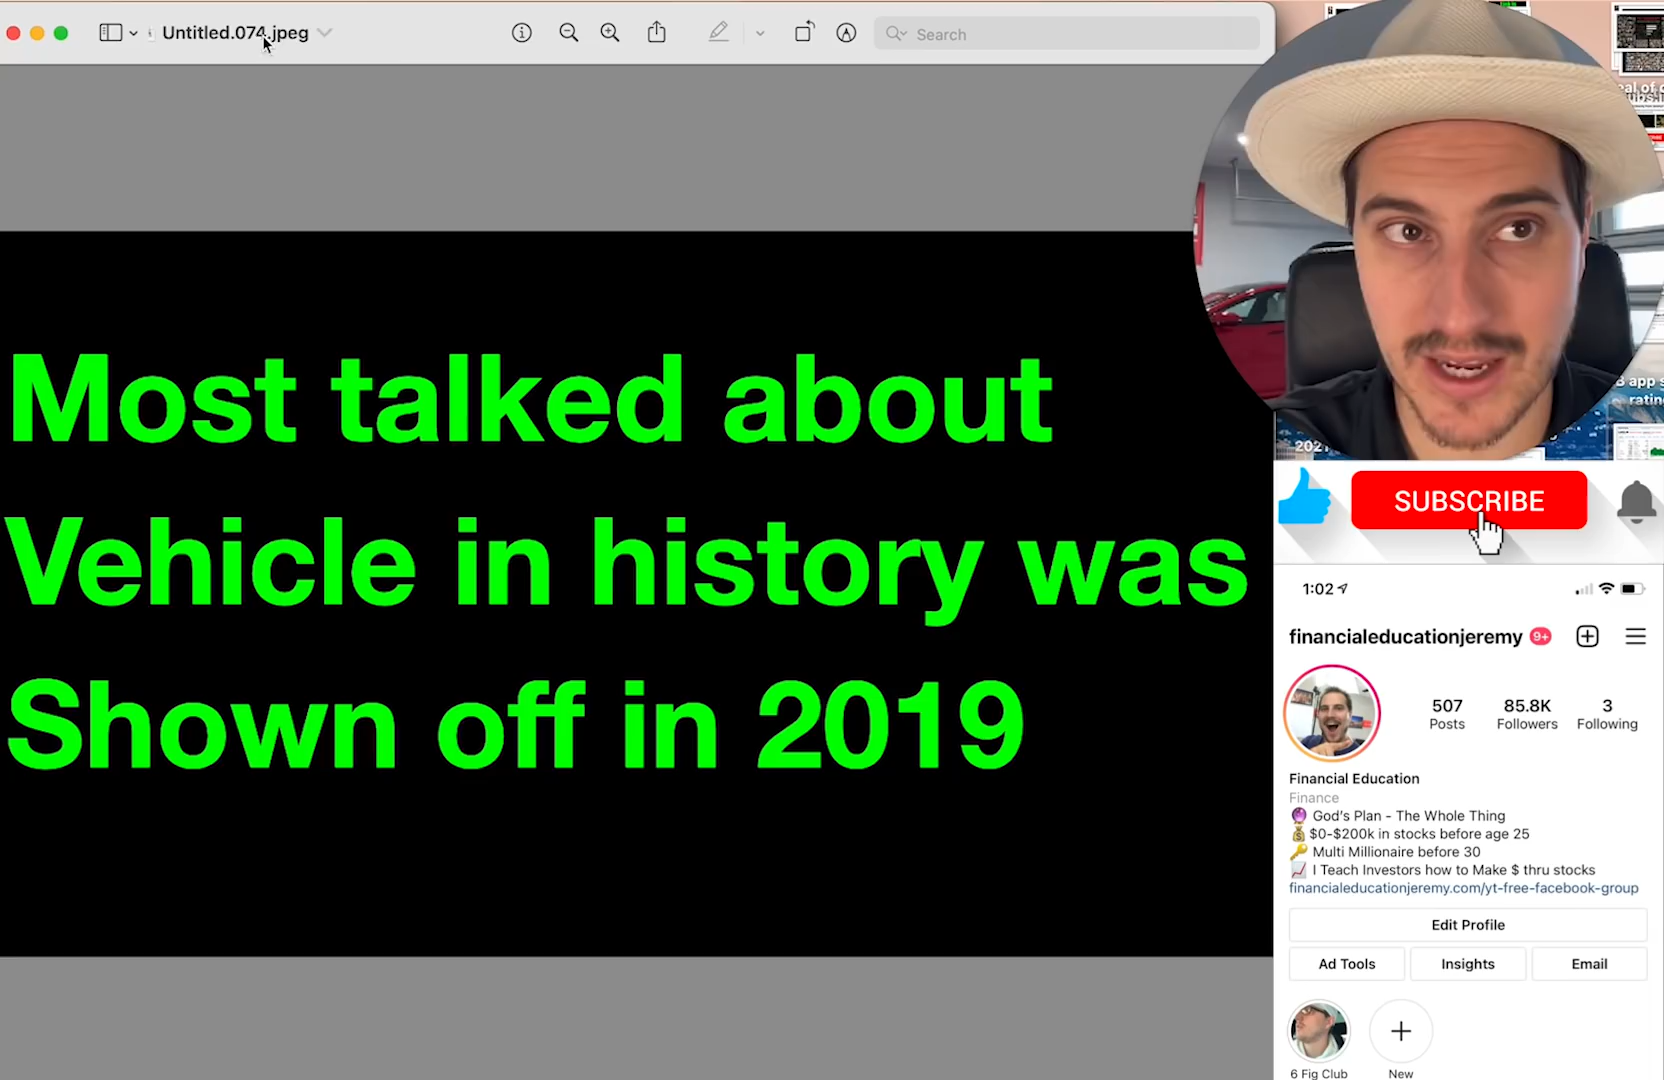 Untitled.074.jpeg
Search
Most talked about
Vehicle in history was
Shown off in 2019
SUBSCRIBE
1:02
financialeducationjeremy 9+
507 85.8K 3
Posts Followers Following
Financial Education
Finance
God's Plan - The Whole Thing
$0-$200k in stocks before age 25
Multi Millionaire before 30
I Teach Investors how to Make $ thru stocks
financialeducationjeremy.com/yt-free-facebook-group
Edit Profile
Ad Tools Insights Email
6 Fig Club New